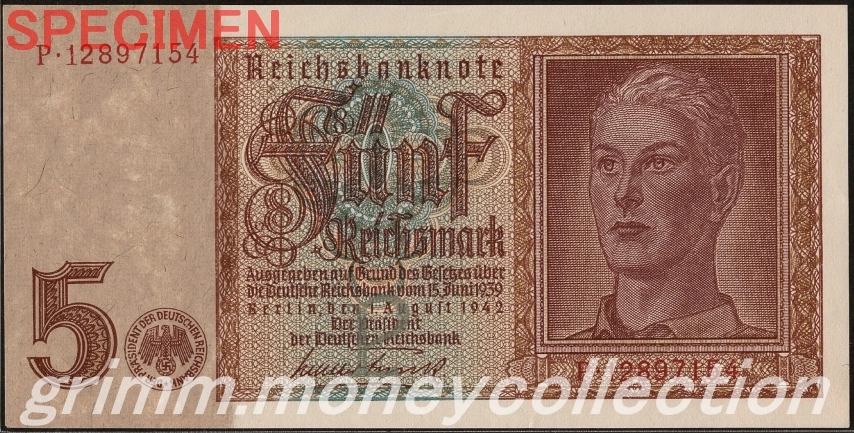 SPECIMEN
P·12897154
Reichsbanknote
Fünf
Reichsmark
Ausgegeben auf Grund des Gesetzes über
die Deutsche Reichsbank vom 15. Juni 1939
Berlin, den 1. August 1942
Der Präsident
der Deutschen Reichsbank
5
PRÄSIDENT DER DEUTSCHEN REICHSBANK
P·12897154
grimm.moneycollection